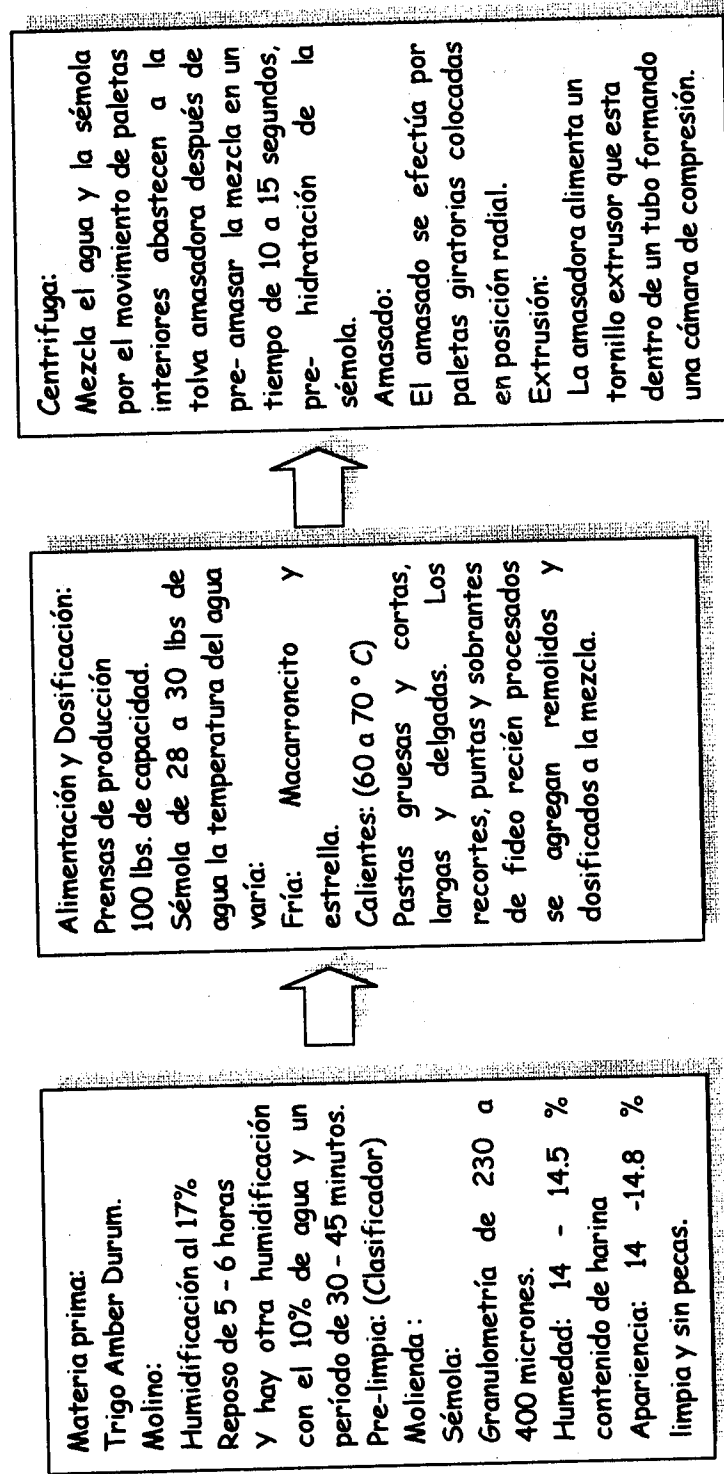 Materia prima:
Trigo Amber Durum.
Molino:
Humidificación al 17%
Reposo de 5 - 6 horas
y hay otra humidificación
con el 10% de agua y un
período de 30 - 45 minutos.
Pre-limpia: (Clasificador)
Molienda :
Sémola:
Granulometría de 230 a
400 micrones.
Humedad: 14 - 14.5 %
contenido de harina
Apariencia: 14 -14.8 %
limpia y sin pecas.
Alimentación y Dosificación:
Prensas de producción
100 lbs. de capacidad.
Sémola de 28 a 30 lbs de
agua la temperatura del agua
varía:
Fría: Macarroncito y
estrella.
Calientes: (60 a 70 ° C)
Pastas gruesas y cortas,
largas y delgadas. Los
recortes, puntas y sobrantes
de fideo recién procesados
se agregan remolidos y
dosificados a la mezcla.
Centrifuga:
Mezcla el agua y la sémola
por el movimiento de paletas
interiores abastecen a la
tolva amasadora después de
pre- amasar la mezcla en un
tiempo de 10 a 15 segundos,
pre- hidratación de la
sémola.
Amasado:
El amasado se efectúa por
paletas giratorias colocadas
en posición radial.
Extrusión:
La amasadora alimenta un
tornillo extrusor que esta
dentro de un tubo formando
una cámara de compresión.